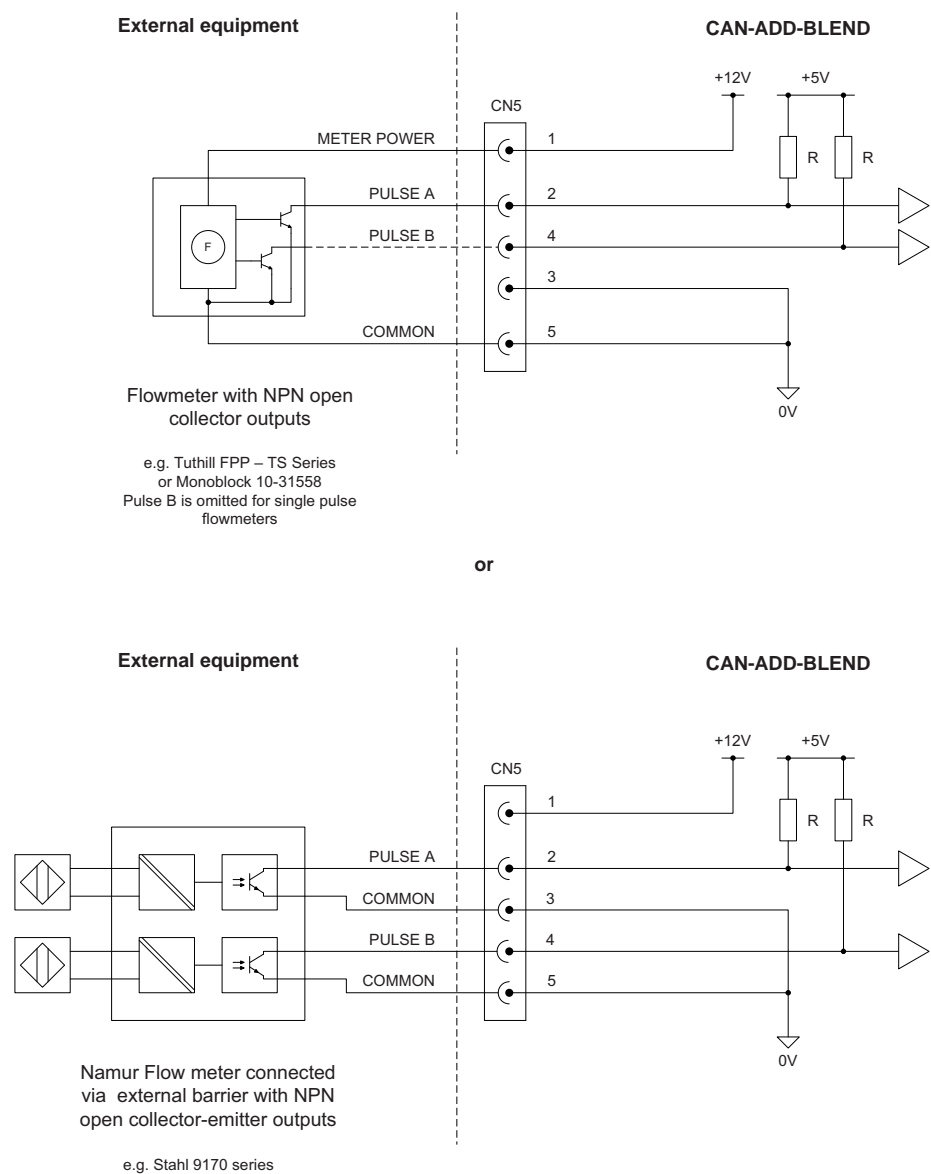 External equipment
CAN-ADD-BLEND
+12V
+5V
CN5
METER POWER
1
R
R
PULSE A
2
PULSE B
4
F
3
COMMON
5
0V
Flowmeter with NPN open
collector outputs
e.g. Tuthill FPP – TS Series
or Monoblock 10-31558
Pulse B is omitted for single pulse
flowmeters
or
External equipment
CAN-ADD-BLEND
+12V
+5V
CN5
1
R
R
PULSE A
2
COMMON
3
PULSE B
4
COMMON
5
0V
Namur Flow meter connected
via external barrier with NPN
open collector-emitter outputs
e.g. Stahl 9170 series